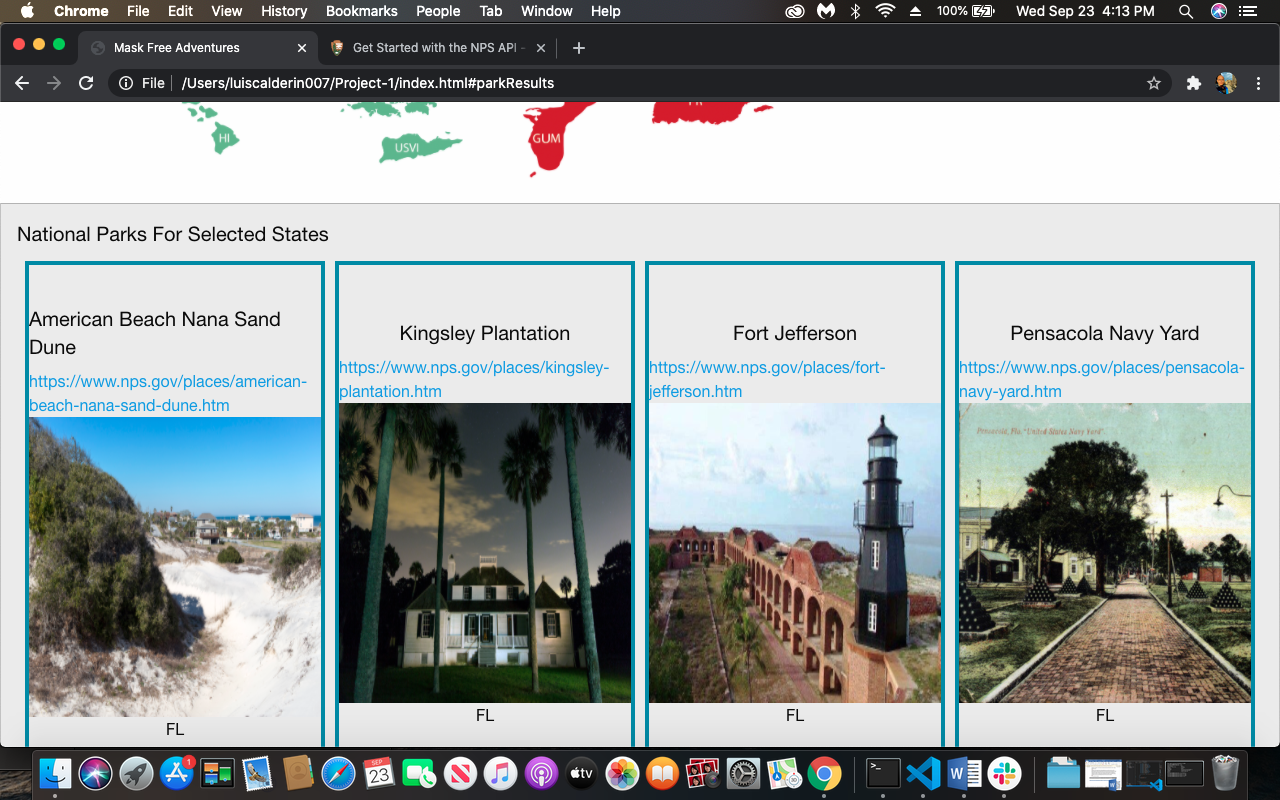 Chrome File Edit View History Bookmarks People Tab Window Help 100% Wed Sep 23 4:13 PM
Mask Free Adventures Get Started with the NPS API -
File /Users/luiscalderin007/Project-1/index.html#parkResults
HI
USVI
GUM
PR
National Parks For Selected States
American Beach Nana Sand
Dune
https://www.nps.gov/places/american-
beach-nana-sand-dune.htm
FL
Kingsley Plantation
https://www.nps.gov/places/kingsley-
plantation.htm
FL
Fort Jefferson
https://www.nps.gov/places/fort-
jefferson.htm
FL
Pensacola Navy Yard
https://www.nps.gov/places/pensacola-
navy-yard.htm
Pensacola, Fla. "United States Navy Yard".
FL
1
SEP
23
tv